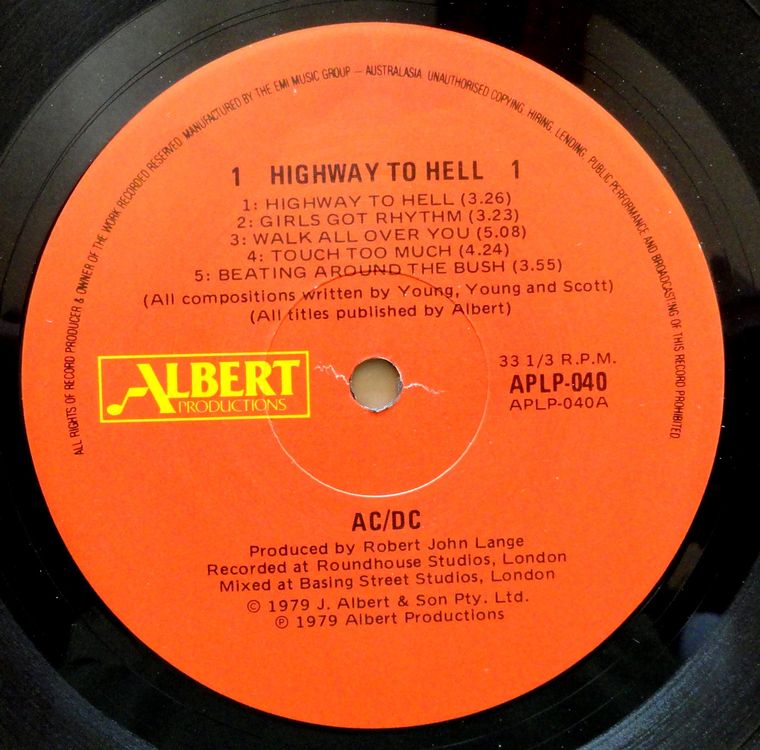 ALL RIGHTS OF RECORD PRODUCER & OWNER OF THE WORK RECORDED RESERVED MANUFACTURED BY THE EMI MUSIC GROUP – AUSTRALASIA. UNAUTHORISED COPYING, HIRING, LENDING, PUBLIC PERFORMANCE AND BROADCASTING OF THIS RECORD PROHIBITED
1 HIGHWAY TO HELL 1
1: HIGHWAY TO HELL (3.26)
2: GIRLS GOT RHYTHM (3.23)
3: WALK ALL OVER YOU (5.08)
4: TOUCH TOO MUCH (4.24)
5: BEATING AROUND THE BUSH (3.55)
(All compositions written by Young, Young and Scott)
(All titles published by Albert)
ALBERT
PRODUCTIONS
33 1/3 R.P.M.
APLP-040
APLP-040A
AC/DC
Produced by Robert John Lange
Recorded at Roundhouse Studios, London
Mixed at Basing Street Studios, London
© 1979 J. Albert & Son Pty. Ltd.
℗ 1979 Albert Productions